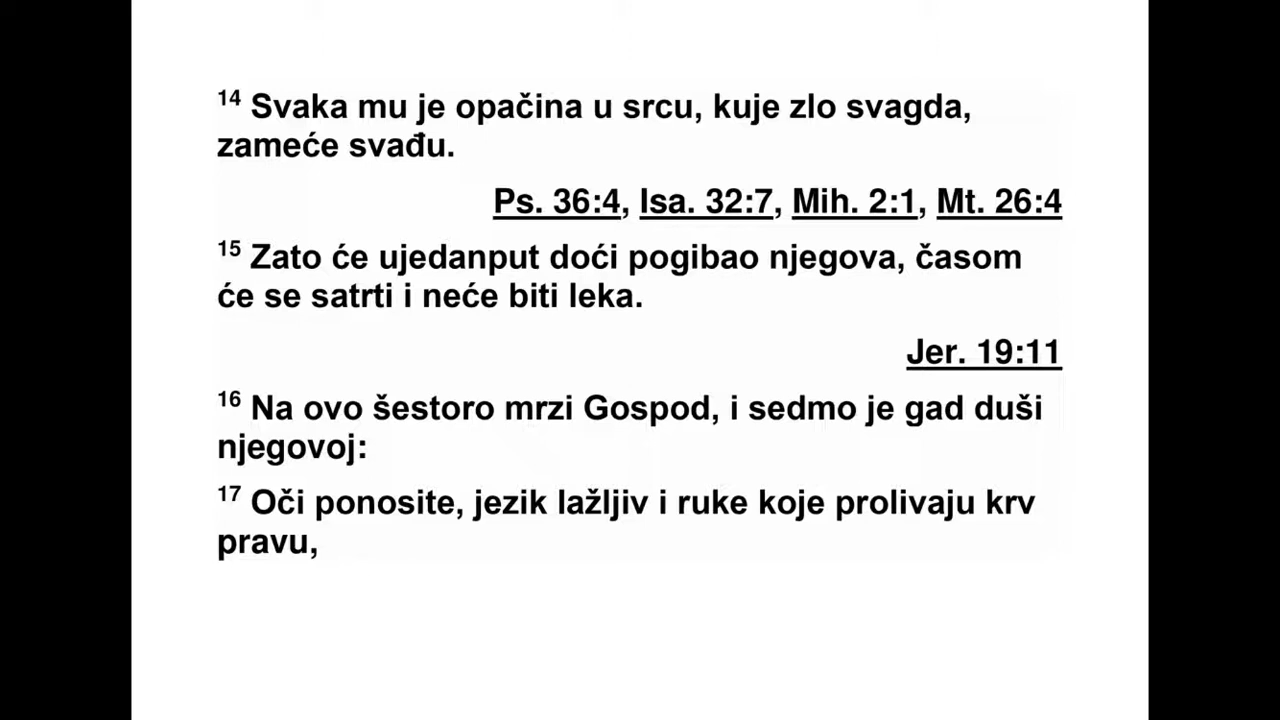 14 Svaka mu je opačina u srcu, kuje zlo svagda,
zameće svađu.
Ps. 36:4, Isa. 32:7, Mih. 2:1, Mt. 26:4
15 Zato će ujedanput doći pogibao njegova, časom
će se satrti i neće biti leka.
Jer. 19:11
16 Na ovo šestoro mrzi Gospod, i sedmo je gad duši
njegovoj:
17 Oči ponosite, jezik lažljiv i ruke koje prolivaju krv
pravu,